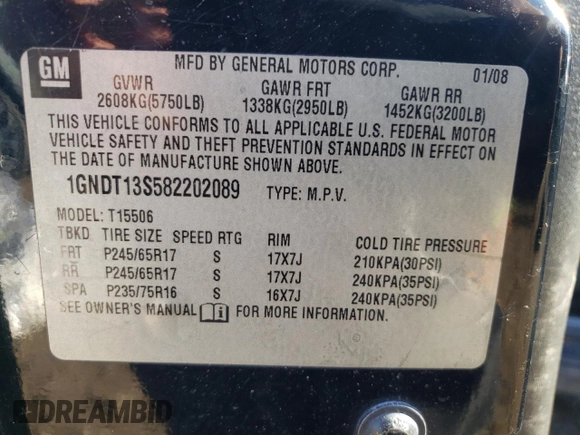 GM
MFD BY GENERAL MOTORS CORP. 01/08
GVWR GAWR FRT GAWR RR
2608KG(5750LB) 1338KG(2950LB) 1452KG(3200LB)
THIS VEHICLE CONFORMS TO ALL APPLICABLE U.S. FEDERAL MOTOR
VEHICLE SAFETY AND THEFT PREVENTION STANDARDS IN EFFECT ON
THE DATE OF MANUFACTURE SHOWN ABOVE.
1GNDT13S582202089 TYPE: M.P.V.
MODEL: T15506
TBKD TIRE SIZE SPEED RTG RIM COLD TIRE PRESSURE
FRT P245/65R17 S 17X7J 210KPA(30PSI)
RR P245/65R17 S 17X7J 240KPA(35PSI)
SPA P235/75R16 S 16X7J 240KPA(35PSI)
SEE OWNER'S MANUAL FOR MORE INFORMATION.
DREAMBID